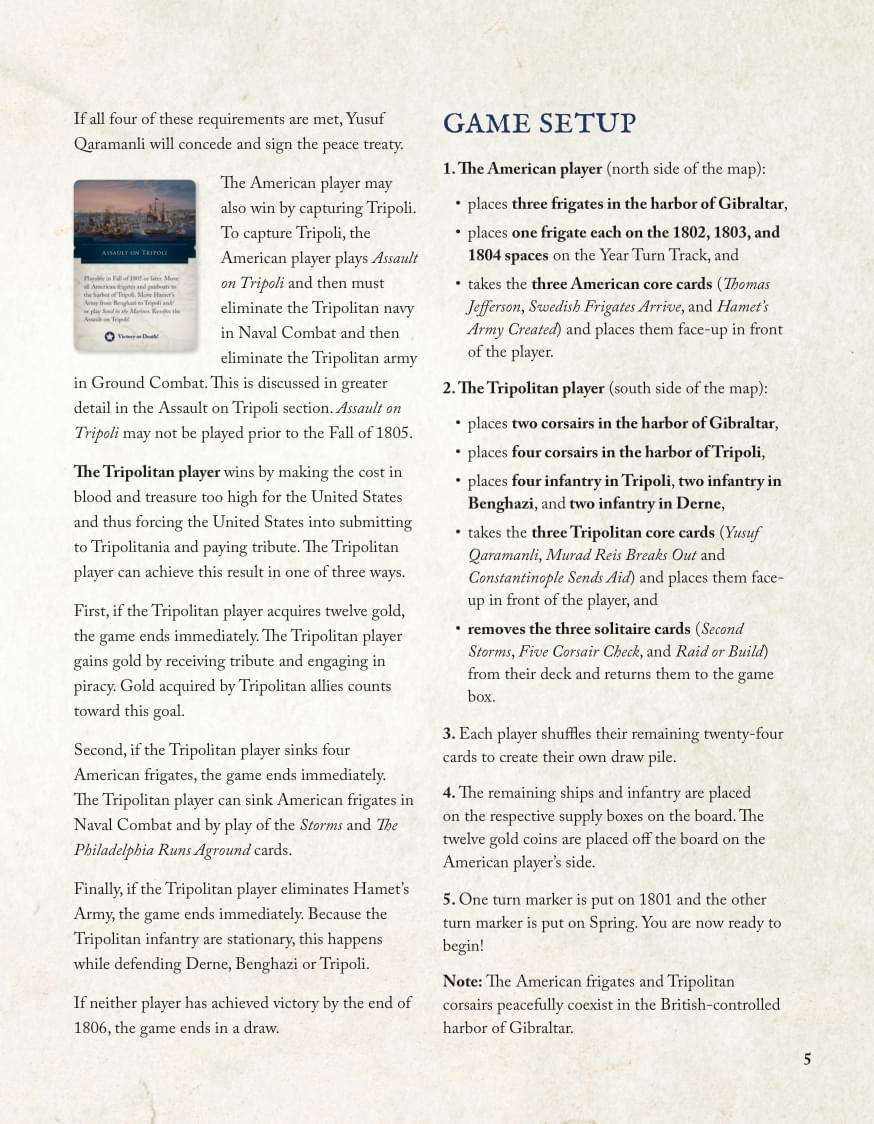 If all four of these requirements are met, Yusuf
Qaramanli will concede and sign the peace treaty.
ASSAULT ON TRIPOLI
Playable in Fall of 1805 or later. Move
all American frigates and gunboats to
the harbor of Tripoli. Move Hamet's
Army from Benghazi to Tripoli and/
or play Send in the Marines. Resolve the
Assault on Tripoli!
Victory or Death!
The American player may
also win by capturing Tripoli.
To capture Tripoli, the
American player plays Assault
on Tripoli and then must
eliminate the Tripolitan navy
in Naval Combat and then
eliminate the Tripolitan army
in Ground Combat. This is discussed in greater
detail in the Assault on Tripoli section. Assault on
Tripoli may not be played prior to the Fall of 1805.
The Tripolitan player wins by making the cost in
blood and treasure too high for the United States
and thus forcing the United States into submitting
to Tripolitania and paying tribute. The Tripolitan
player can achieve this result in one of three ways.
First, if the Tripolitan player acquires twelve gold,
the game ends immediately. The Tripolitan player
gains gold by receiving tribute and engaging in
piracy. Gold acquired by Tripolitan allies counts
toward this goal.
Second, if the Tripolitan player sinks four
American frigates, the game ends immediately.
The Tripolitan player can sink American frigates in
Naval Combat and by play of the Storms and The
Philadelphia Runs Aground cards.
Finally, if the Tripolitan player eliminates Hamet's
Army, the game ends immediately. Because the
Tripolitan infantry are stationary, this happens
while defending Derne, Benghazi or Tripoli.
If neither player has achieved victory by the end of
1806, the game ends in a draw.
GAME SETUP
1. The American player (north side of the map):
• places three frigates in the harbor of Gibraltar,
• places one frigate each on the 1802, 1803, and
1804 spaces on the Year Turn Track, and
• takes the three American core cards (Thomas
Jefferson, Swedish Frigates Arrive, and Hamet's
Army Created) and places them face-up in front
of the player.
2. The Tripolitan player (south side of the map):
• places two corsairs in the harbor of Gibraltar,
• places four corsairs in the harbor of Tripoli,
• places four infantry in Tripoli, two infantry in
Benghazi, and two infantry in Derne,
• takes the three Tripolitan core cards (Yusuf
Qaramanli, Murad Reis Breaks Out and
Constantinople Sends Aid) and places them face-
up in front of the player, and
• removes the three solitaire cards (Second
Storms, Five Corsair Check, and Raid or Build)
from their deck and returns them to the game
box.
3. Each player shuffles their remaining twenty-four
cards to create their own draw pile.
4. The remaining ships and infantry are placed
on the respective supply boxes on the board. The
twelve gold coins are placed off the board on the
American player's side.
5. One turn marker is put on 1801 and the other
turn marker is put on Spring. You are now ready to
begin!
Note: The American frigates and Tripolitan
corsairs peacefully coexist in the British-controlled
harbor of Gibraltar.
5